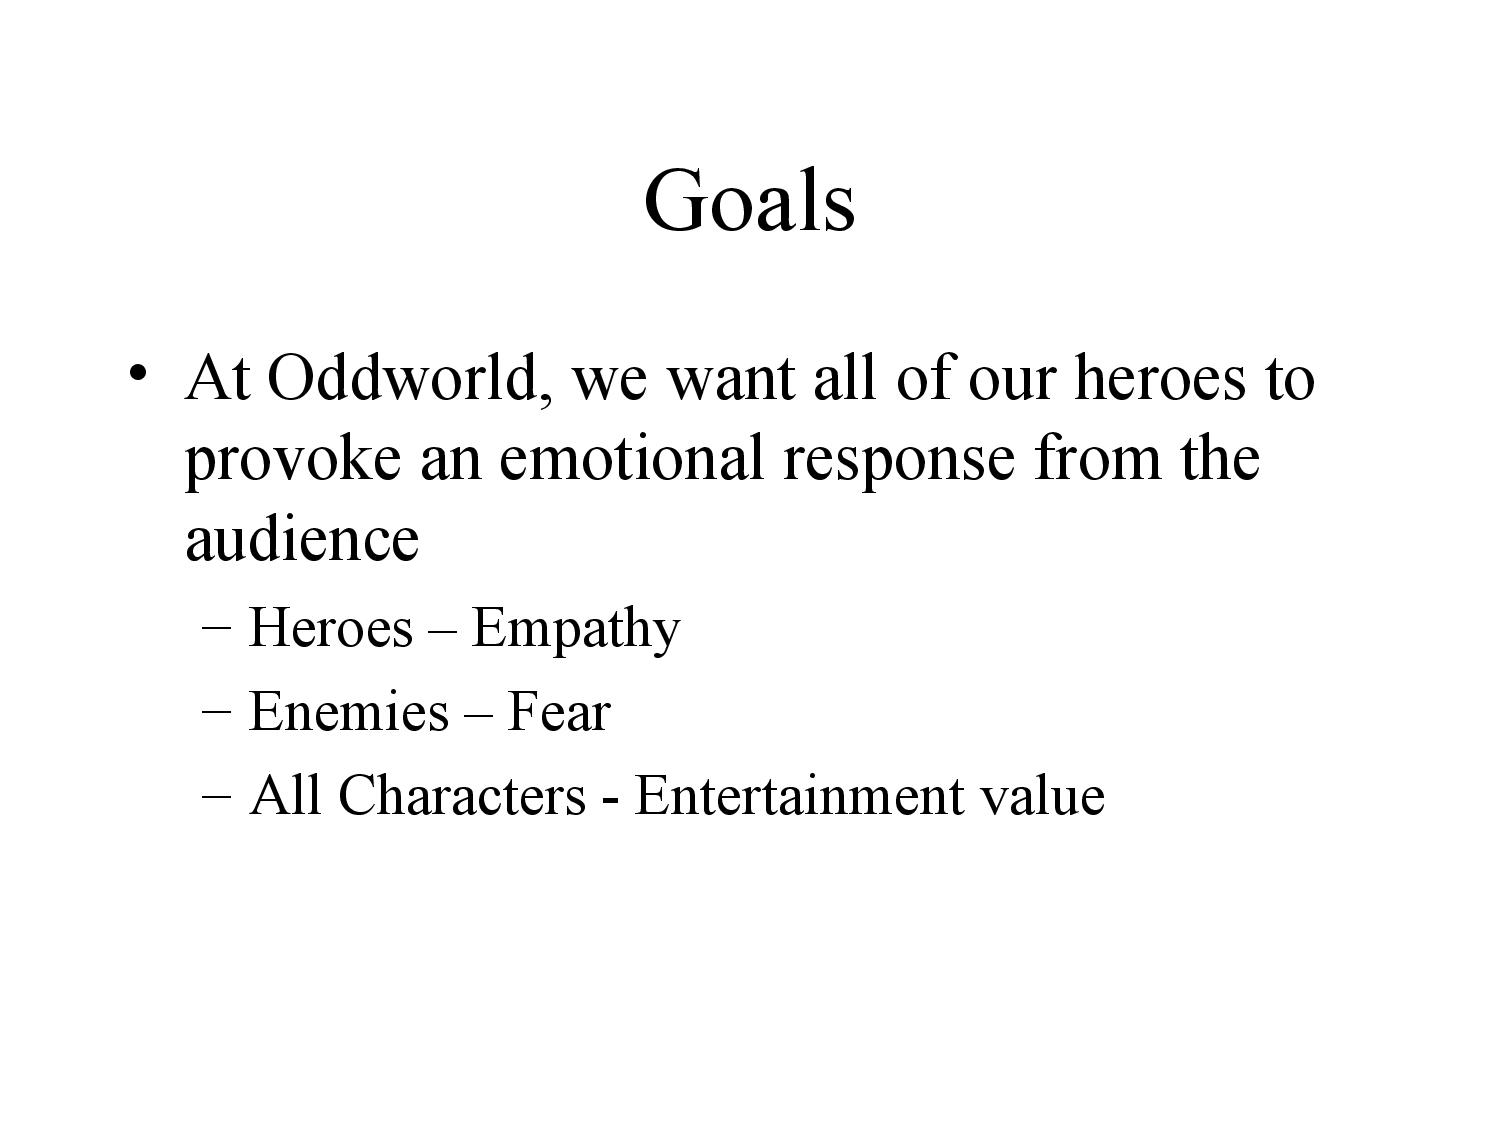 Goals
• At Oddworld, we want all of our heroes to
provoke an emotional response from the
audience
– Heroes – Empathy
– Enemies – Fear
– All Characters - Entertainment value